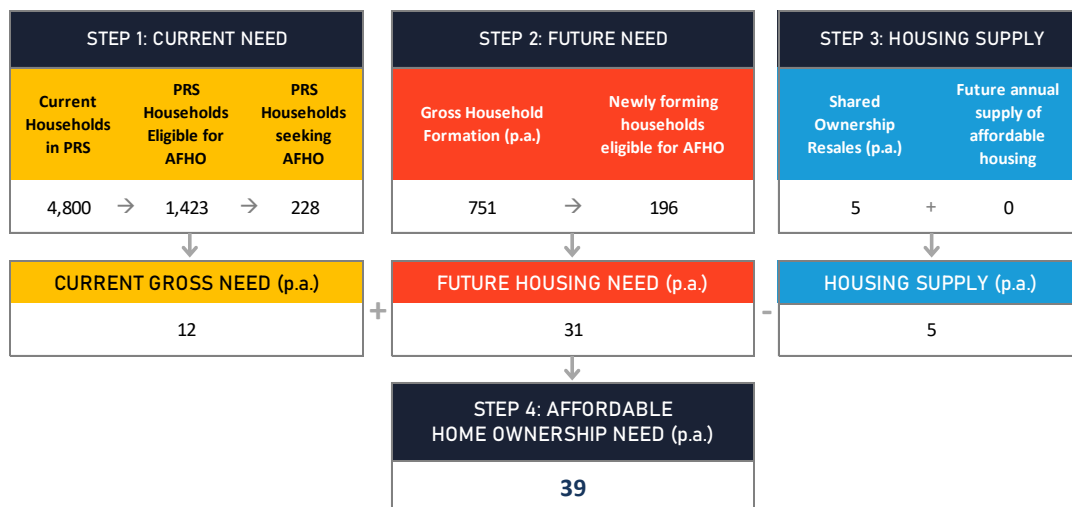 STEP 1: CURRENT NEED
Current
Households
in PRS
PRS
Households
Eligible for
AFHO
PRS
Households
seeking
AFHO
4,800 → 1,423 → 228
CURRENT GROSS NEED (p.a.)
12
+
STEP 2: FUTURE NEED
Gross Household
Formation (p.a.)
Newly forming
households
eligible for AFHO
751 → 196
FUTURE HOUSING NEED (p.a.)
31
-
STEP 3: HOUSING SUPPLY
Shared
Ownership
Resales (p.a.)
Future annual
supply of
affordable
housing
5 + 0
HOUSING SUPPLY (p.a.)
5
STEP 4: AFFORDABLE
HOME OWNERSHIP NEED (p.a.)
39